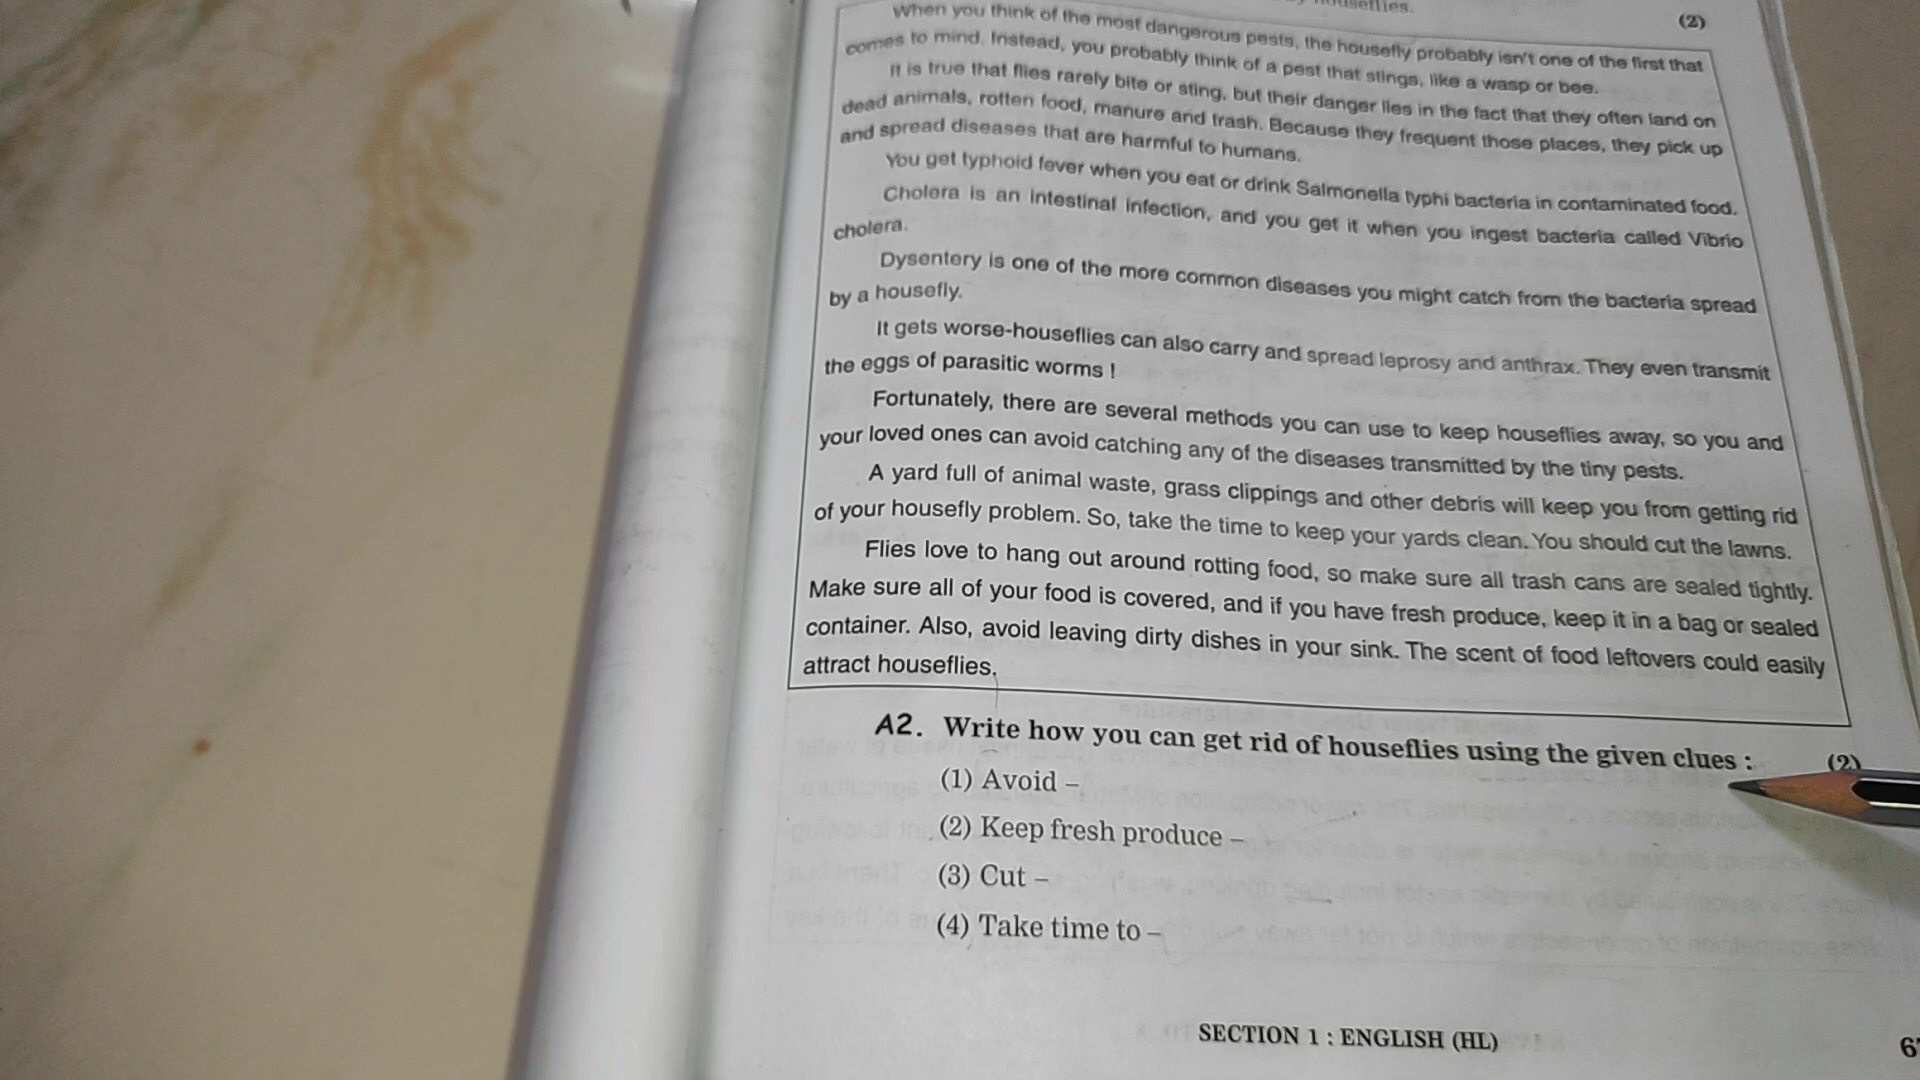 houseflies.
(2)
When you think of the most dangerous pests, the housefly probably isn't one of the first that
comes to mind. Instead, you probably think of a pest that stings, like a wasp or bee.
It is true that flies rarely bite or sting, but their danger lies in the fact that they often land on
dead animals, rotten food, manure and trash. Because they frequent those places, they pick up
and spread diseases that are harmful to humans.
You get typhoid fever when you eat or drink Salmonella typhi bacteria in contaminated food.
Cholera is an intestinal infection, and you get it when you ingest bacteria called Vibrio
cholera.
Dysentery is one of the more common diseases you might catch from the bacteria spread
by a housefly.
It gets worse-houseflies can also carry and spread leprosy and anthrax. They even transmit
the eggs of parasitic worms !
Fortunately, there are several methods you can use to keep houseflies away, so you and
your loved ones can avoid catching any of the diseases transmitted by the tiny pests.
A yard full of animal waste, grass clippings and other debris will keep you from getting rid
of your housefly problem. So, take the time to keep your yards clean. You should cut the lawns.
Flies love to hang out around rotting food, so make sure all trash cans are sealed tightly.
Make sure all of your food is covered, and if you have fresh produce, keep it in a bag or sealed
container. Also, avoid leaving dirty dishes in your sink. The scent of food leftovers could easily
attract houseflies.
A2. Write how you can get rid of houseflies using the given clues : (2)
(1) Avoid –
(2) Keep fresh produce –
(3) Cut –
(4) Take time to –
SECTION 1 : ENGLISH (HL)